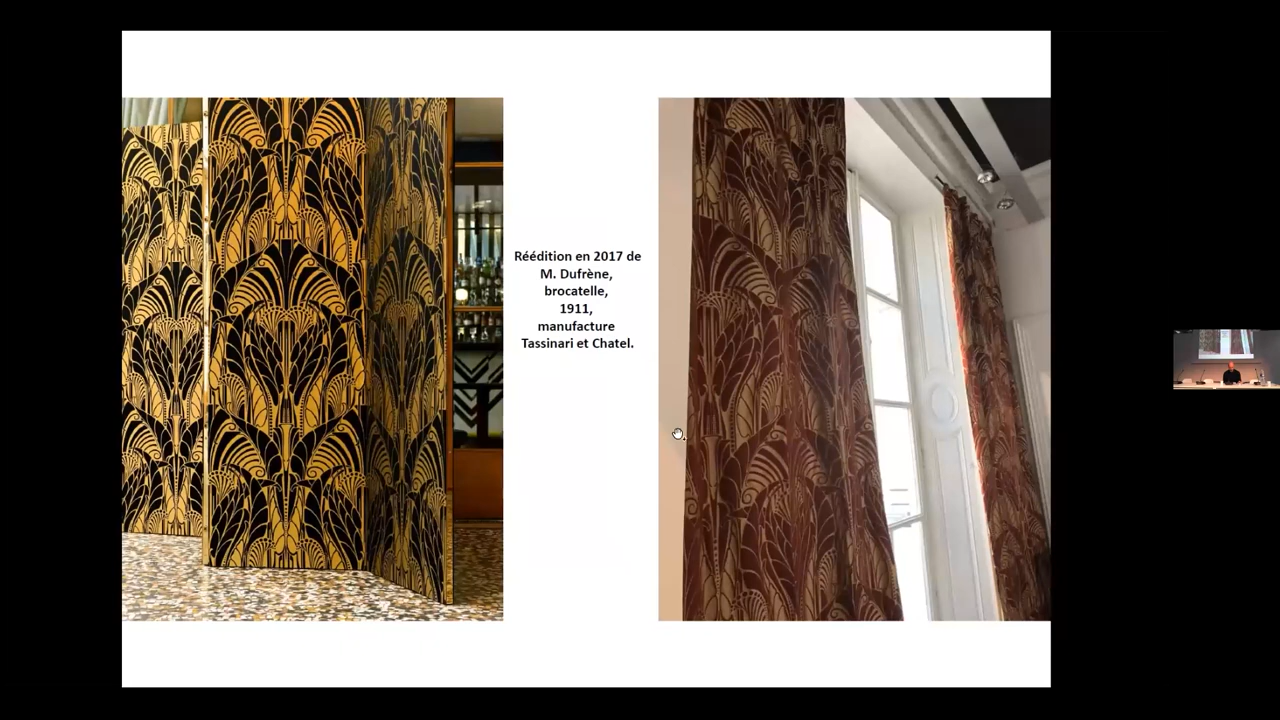 Réédition en 2017 de
M. Dufrène,
brocatelle,
1911,
manufacture
Tassinari et Chatel.